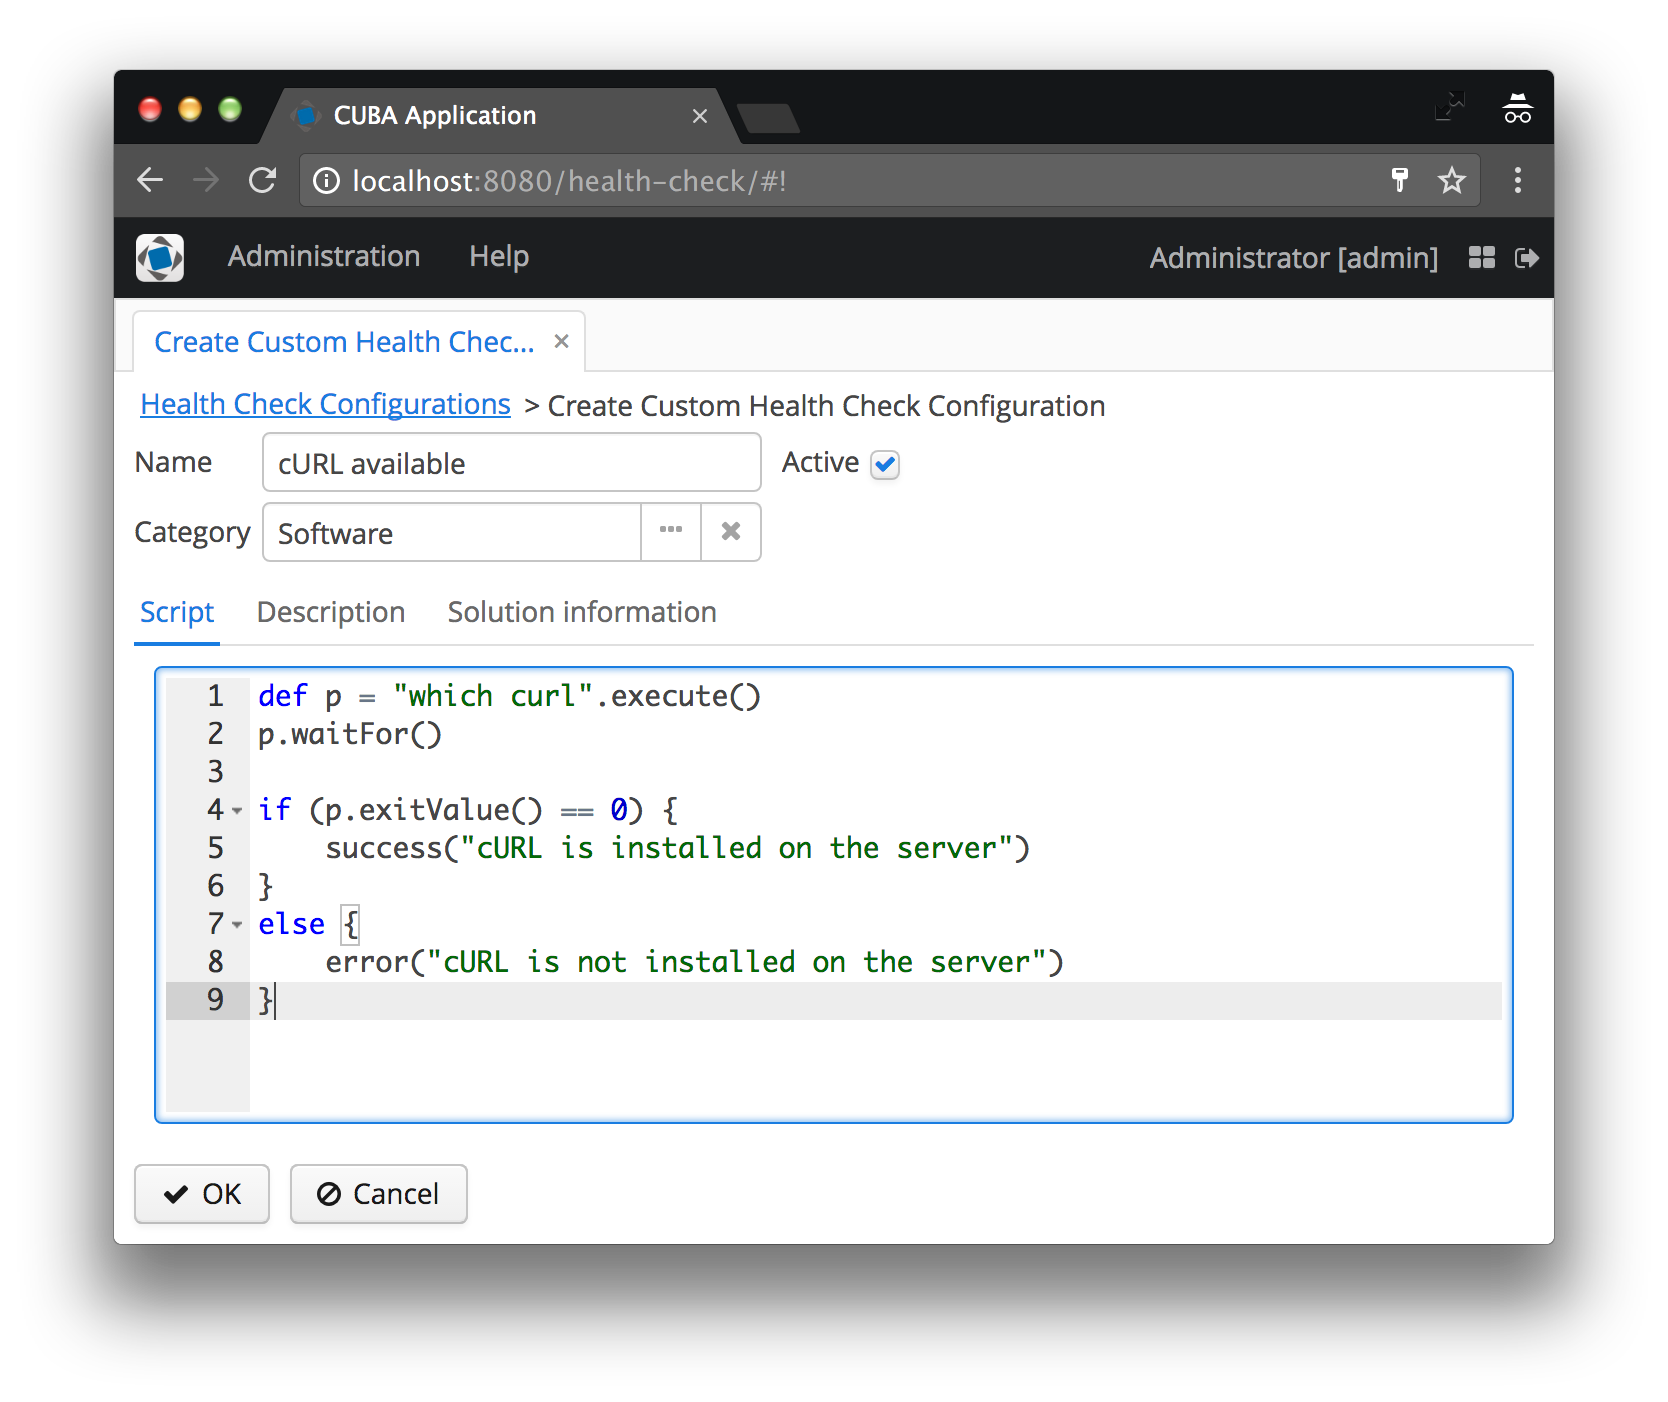 CUBA Application
localhost:8080/health-check/#!
Administration Help Administrator [admin]
Create Custom Health Chec...
Health Check Configurations > Create Custom Health Check Configuration
Name cURL available Active
Category Software
Script Description Solution information
1 def p = "which curl".execute()
2 p.waitFor()
3
4 if (p.exitValue() == 0) {
5     success("cURL is installed on the server")
6 }
7 else {
8     error("cURL is not installed on the server")
9 }
OK Cancel